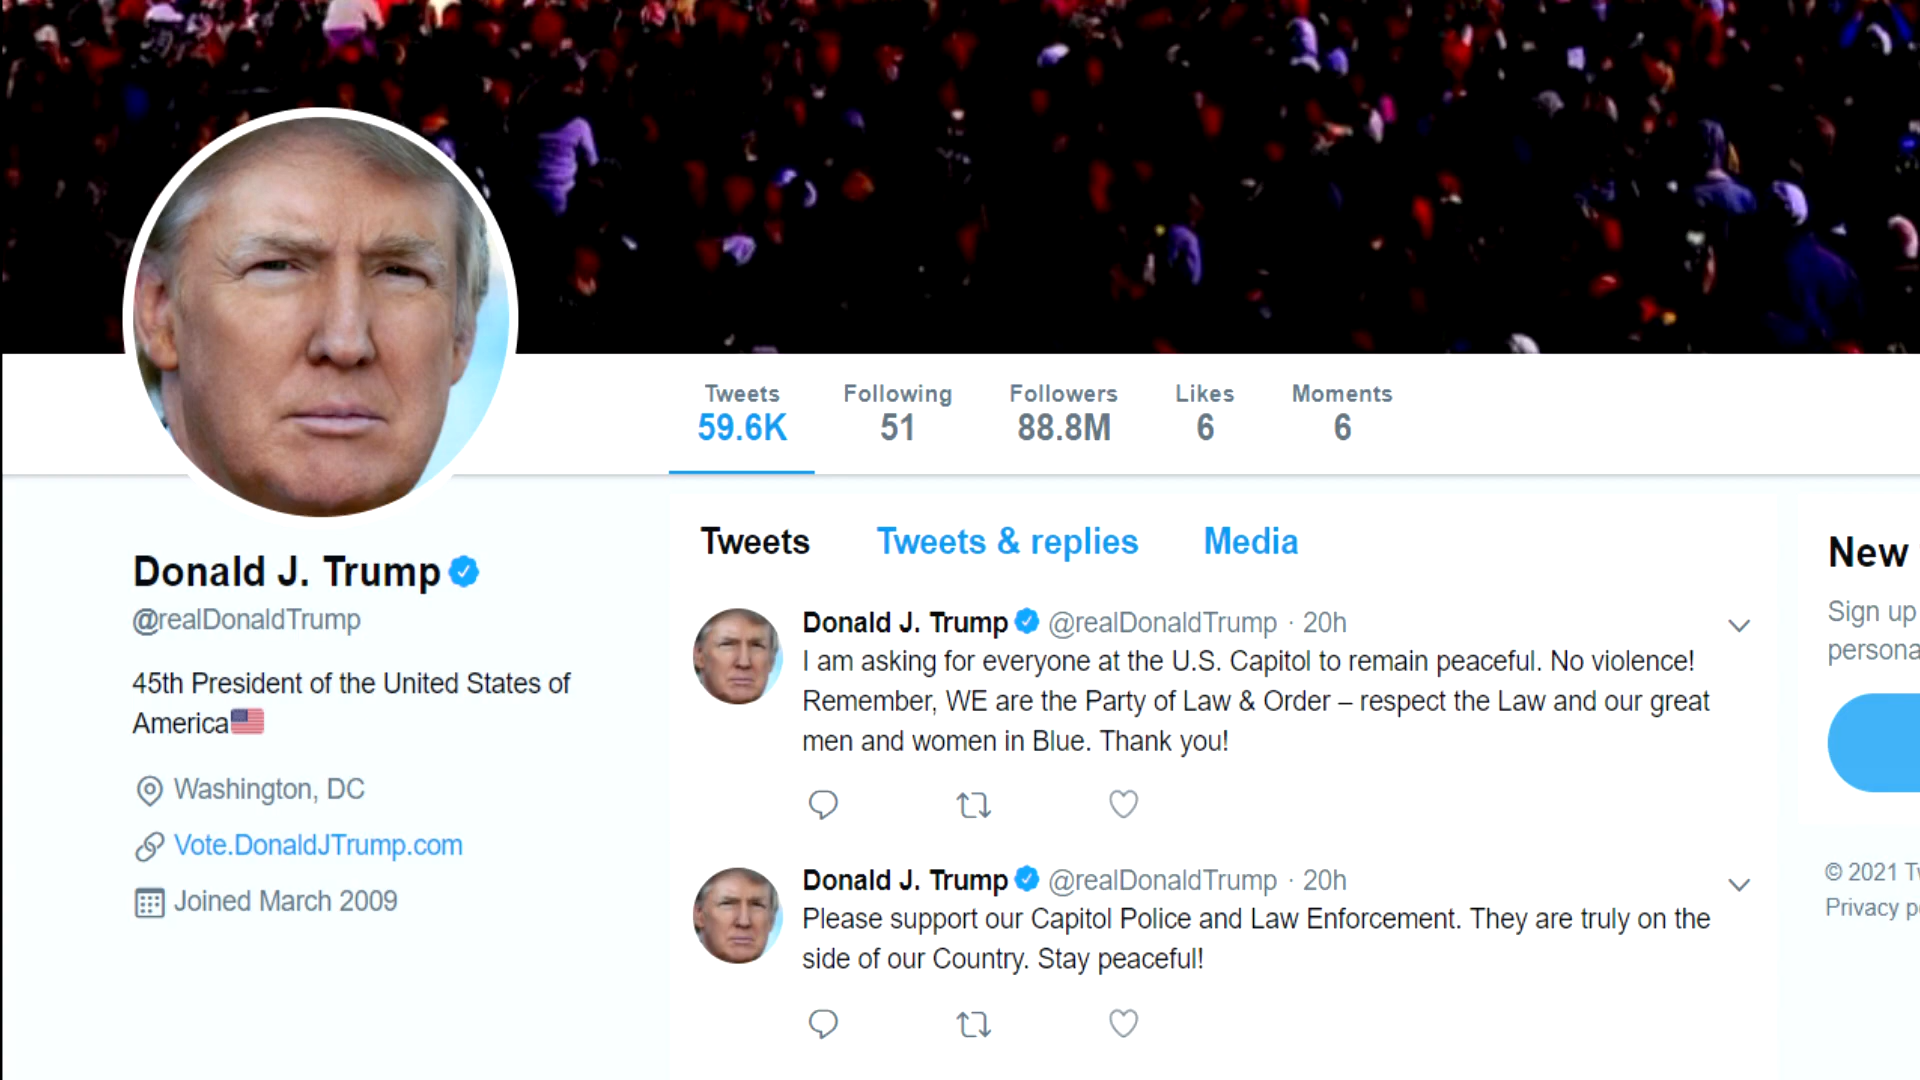 Tweets Following Followers Likes Moments
59.6K 51 88.8M 6 6
Donald J. Trump
@realDonaldTrump
45th President of the United States of
America
Washington, DC
Vote.DonaldJTrump.com
Joined March 2009
Tweets Tweets & replies Media
Donald J. Trump @realDonaldTrump · 20h
I am asking for everyone at the U.S. Capitol to remain peaceful. No violence!
Remember, WE are the Party of Law & Order – respect the Law and our great
men and women in Blue. Thank you!
Donald J. Trump @realDonaldTrump · 20h
Please support our Capitol Police and Law Enforcement. They are truly on the
side of our Country. Stay peaceful!
New
Sign up
persona
© 2021 Tw
Privacy p